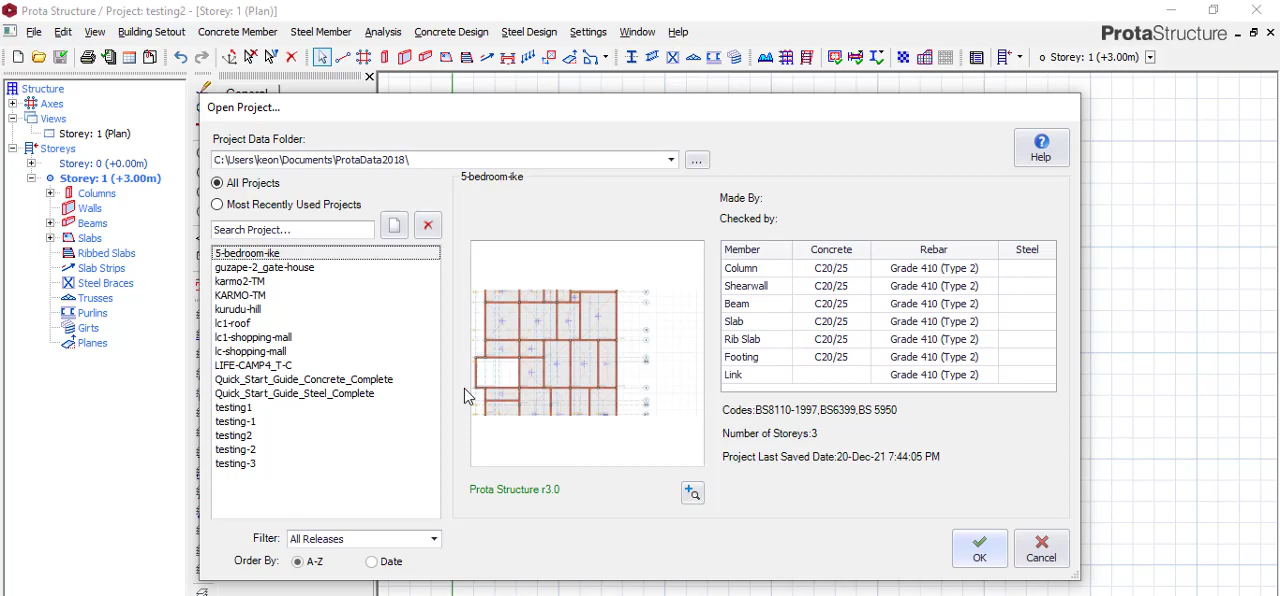 Prota Structure / Project: testing2 - [Storey: 1 (Plan)]
File Edit View Building Setout Concrete Member Steel Member Analysis Concrete Design Steel Design Settings Window Help
ProtaStructure
Storey: 1 (+3.00m)
Structure
Axes
Views
Storey: 1 (Plan)
Storeys
Storey: 0 (+0.00m)
Storey: 1 (+3.00m)
Columns
Walls
Beams
Slabs
Ribbed Slabs
Slab Strips
Steel Braces
Trusses
Purlins
Girts
Planes
General
Open Project...
Project Data Folder:
C:\Users\keon\Documents\ProtaData2018\
...
Help
All Projects
Most Recently Used Projects
Search Project...
5-bedroom-ike
guzape-2_gate-house
karmo2-TM
KARMO-TM
kurudu-hill
lc1-roof
lc1-shopping-mall
lc-shopping-mall
LIFE-CAMP4_T-C
Quick_Start_Guide_Concrete_Complete
Quick_Start_Guide_Steel_Complete
testing1
testing-1
testing2
testing-2
testing-3
Filter: All Releases
Order By: A-Z Date
5-bedroom-ike
Prota Structure r3.0
Made By:
Checked by:
Member Concrete Rebar Steel
Column C20/25 Grade 410 (Type 2)
Shearwall C20/25 Grade 410 (Type 2)
Beam C20/25 Grade 410 (Type 2)
Slab C20/25 Grade 410 (Type 2)
Rib Slab C20/25 Grade 410 (Type 2)
Footing C20/25 Grade 410 (Type 2)
Link Grade 410 (Type 2)
Codes:BS8110-1997,BS6399,BS 5950
Number of Storeys:3
Project Last Saved Date:20-Dec-21 7:44:05 PM
OK
Cancel